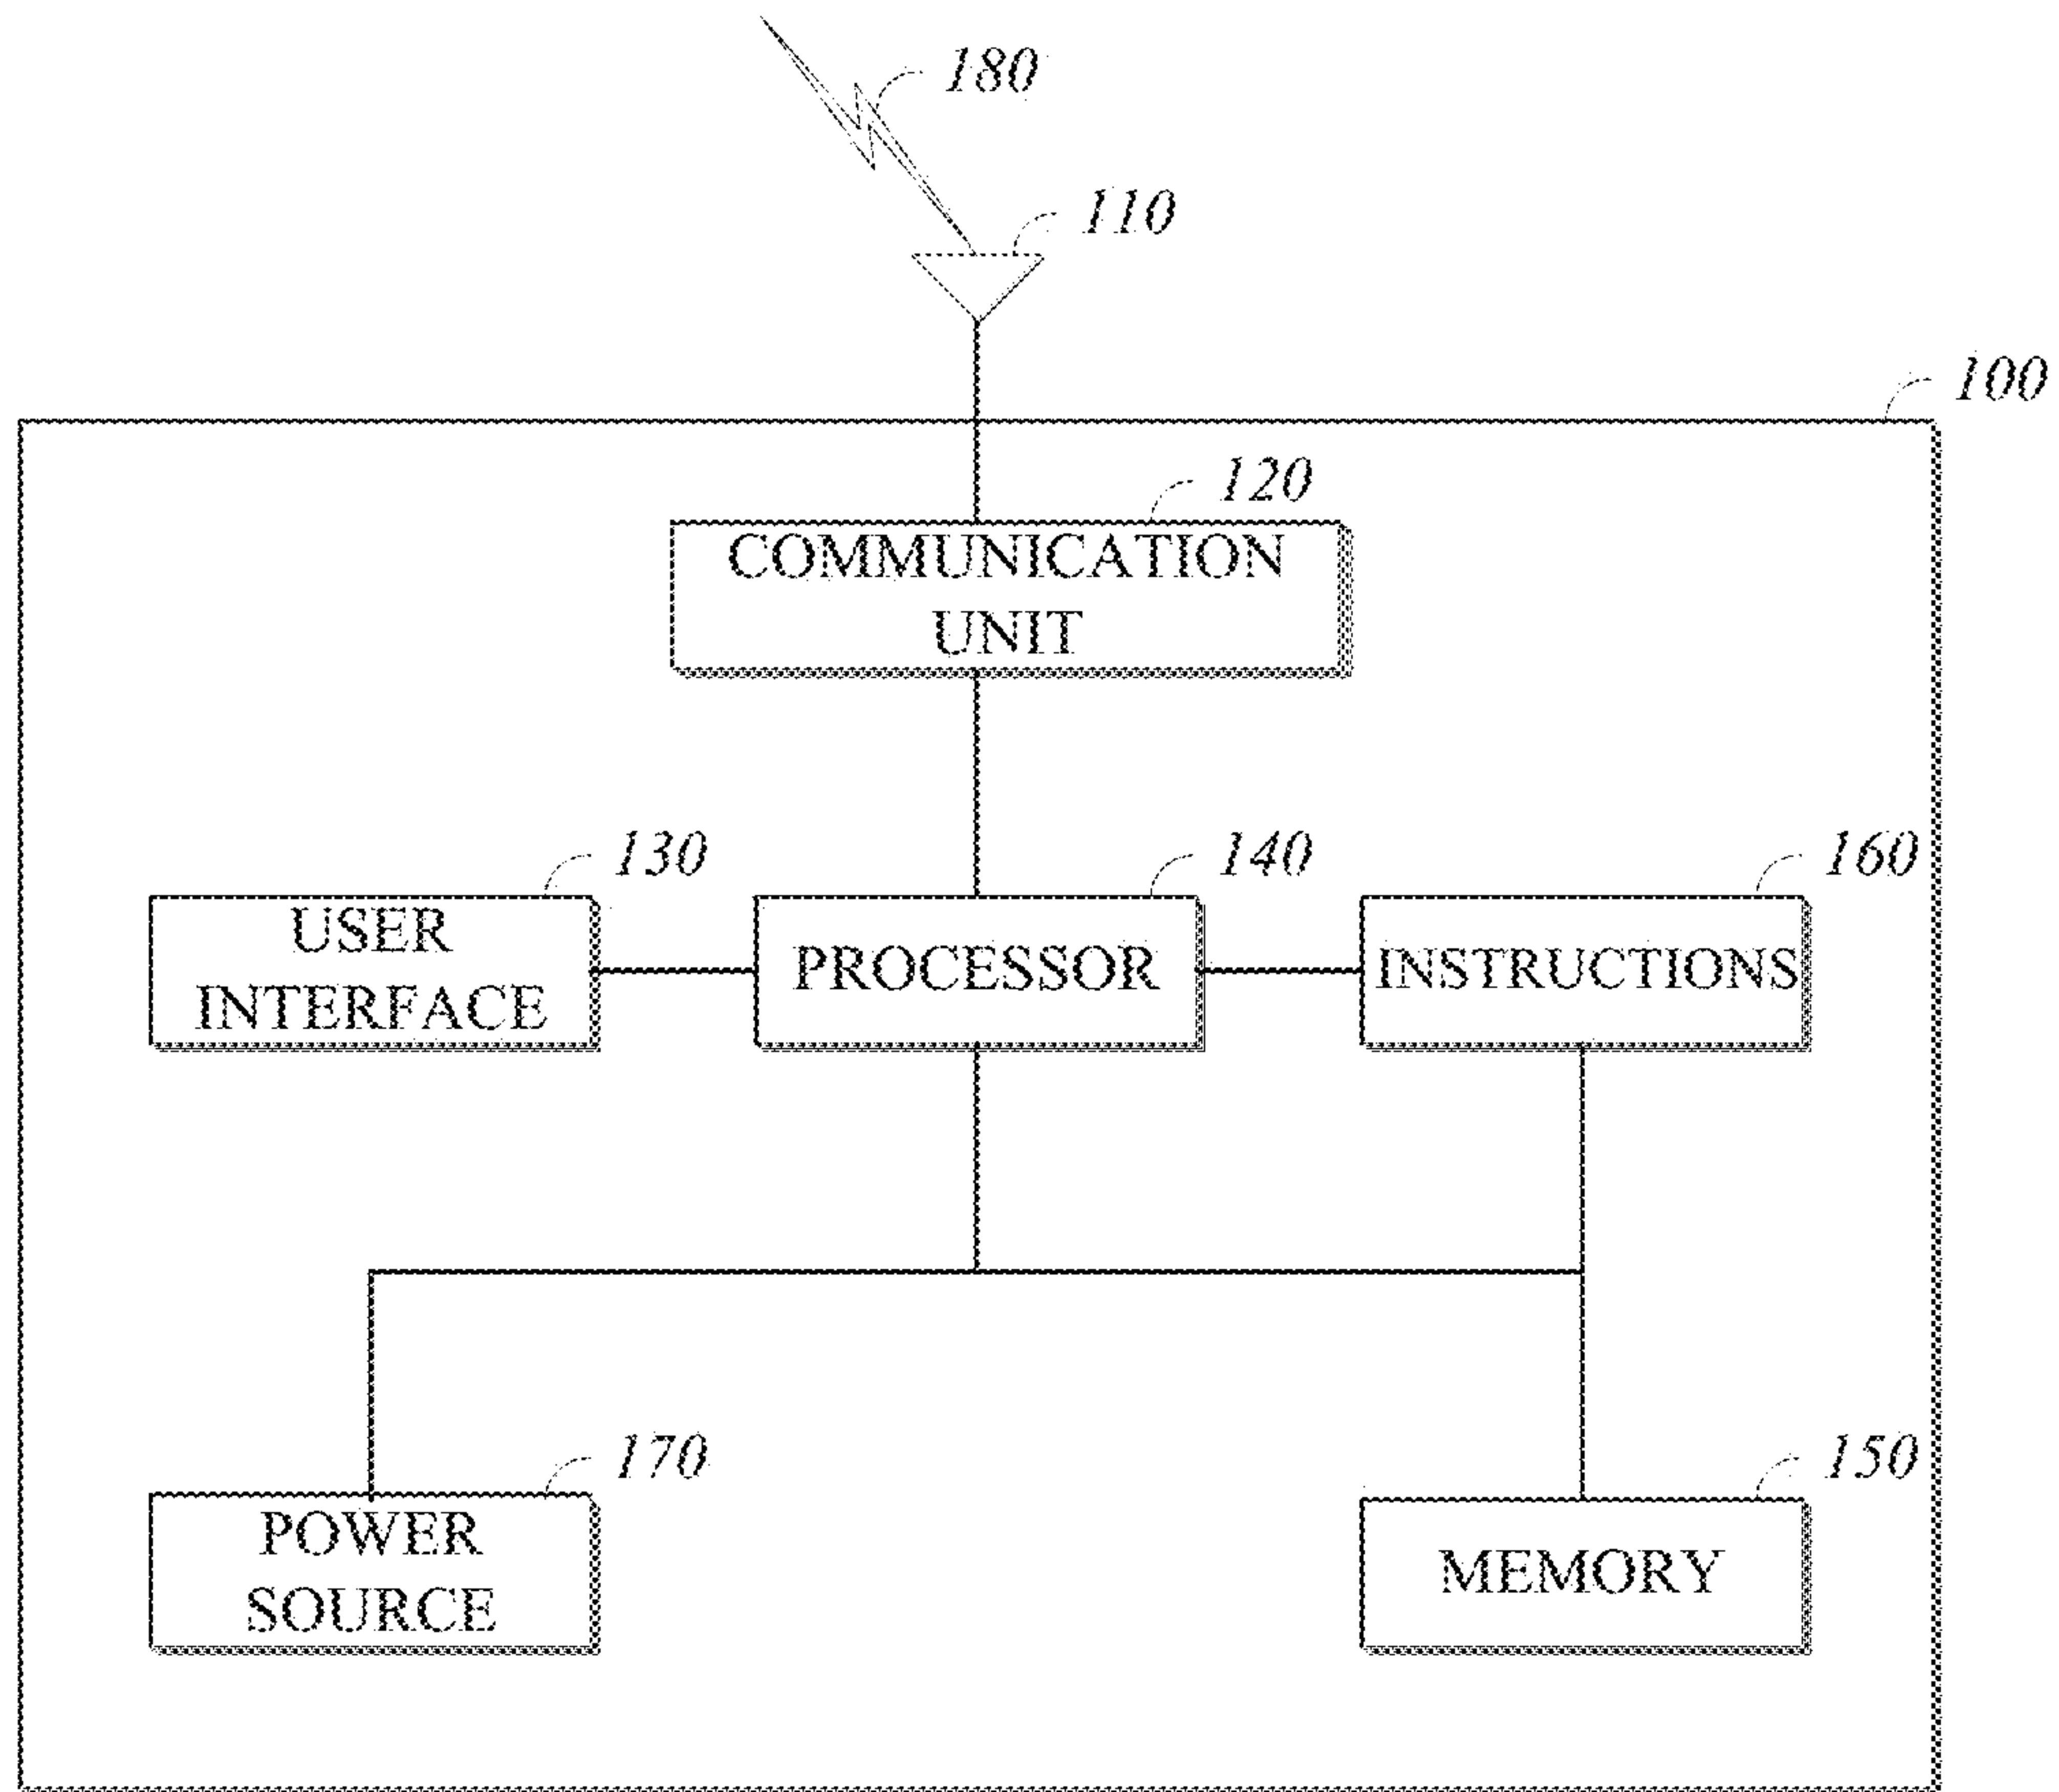 180
110
100
120
COMMUNICATION
UNIT
130
140
160
USER
INTERFACE
PROCESSOR
INSTRUCTIONS
170
150
POWER
SOURCE
MEMORY